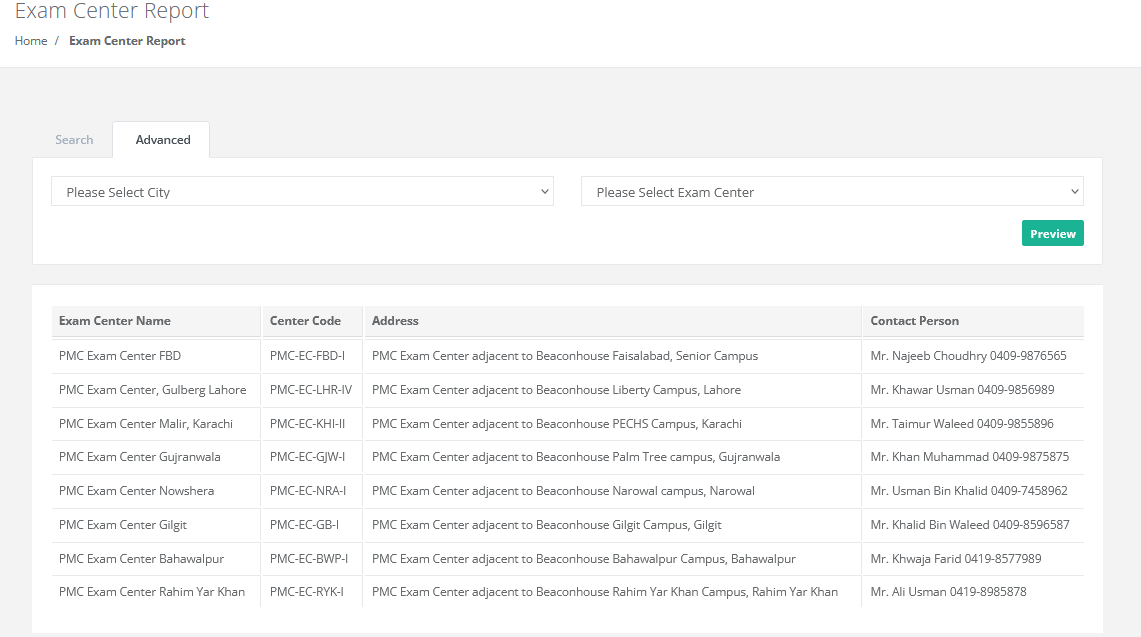 Exam Center Report
Home / Exam Center Report
Search Advanced
Please Select City Please Select Exam Center
Preview
Exam Center Name Center Code Address Contact Person
PMC Exam Center FBD PMC-EC-FBD-I PMC Exam Center adjacent to Beaconhouse Faisalabad, Senior Campus Mr. Najeeb Choudhry 0409-9876565
PMC Exam Center, Gulberg Lahore PMC-EC-LHR-IV PMC Exam Center adjacent to Beaconhouse Liberty Campus, Lahore Mr. Khawar Usman 0409-9856989
PMC Exam Center Malir, Karachi PMC-EC-KHI-II PMC Exam Center adjacent to Beaconhouse PECHS Campus, Karachi Mr. Taimur Waleed 0409-9855896
PMC Exam Center Gujranwala PMC-EC-GJW-I PMC Exam Center adjacent to Beaconhouse Palm Tree campus, Gujranwala Mr. Khan Muhammad 0409-9875875
PMC Exam Center Nowshera PMC-EC-NRA-I PMC Exam Center adjacent to Beaconhouse Narowal campus, Narowal Mr. Usman Bin Khalid 0409-7458962
PMC Exam Center Gilgit PMC-EC-GB-I PMC Exam Center adjacent to Beaconhouse Gilgit Campus, Gilgit Mr. Khalid Bin Waleed 0409-8596587
PMC Exam Center Bahawalpur PMC-EC-BWP-I PMC Exam Center adjacent to Beaconhouse Bahawalpur Campus, Bahawalpur Mr. Khwaja Farid 0419-8577989
PMC Exam Center Rahim Yar Khan PMC-EC-RYK-I PMC Exam Center adjacent to Beaconhouse Rahim Yar Khan Campus, Rahim Yar Khan Mr. Ali Usman 0419-8985878